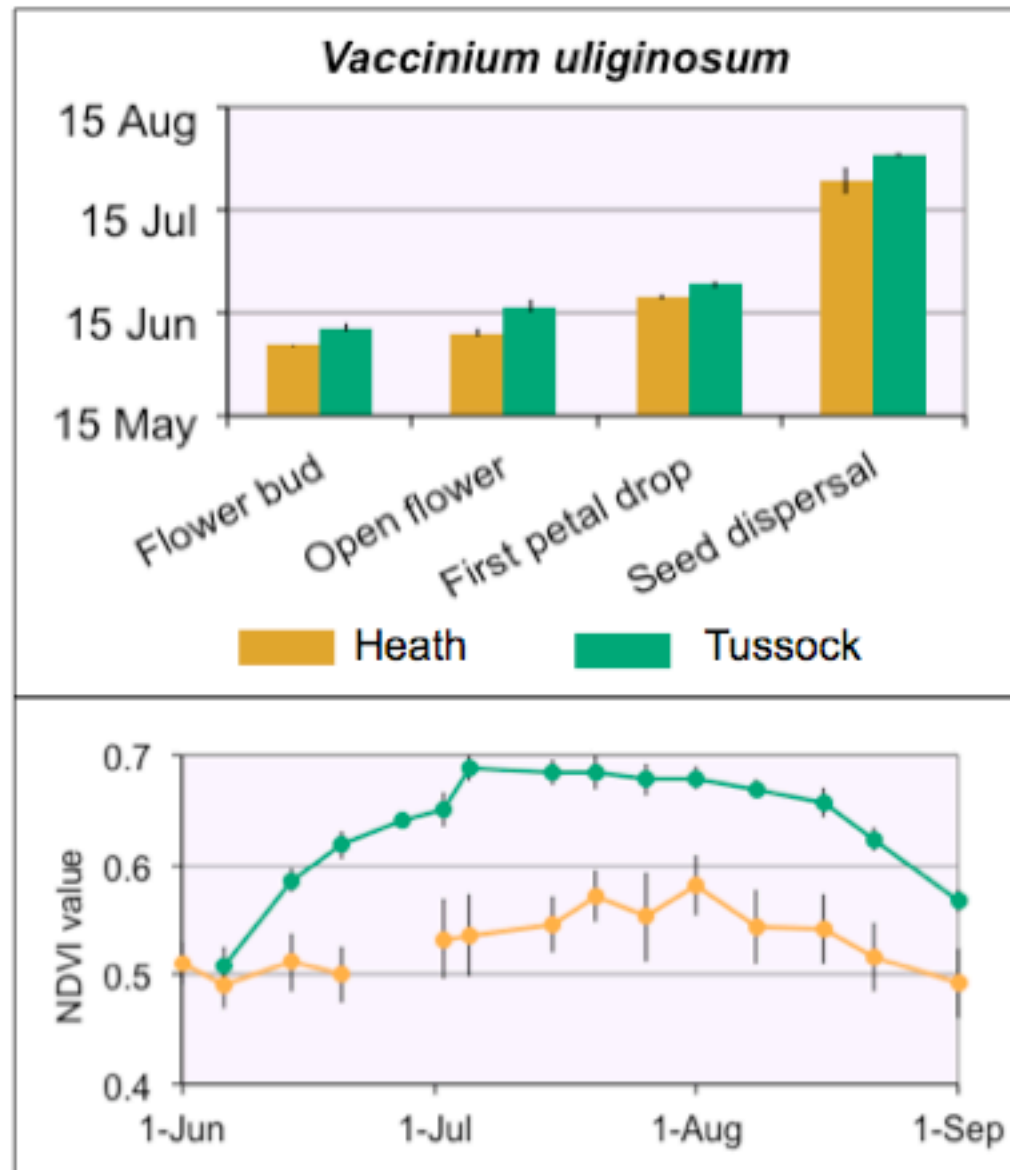 Vaccinium uliginosum
15 Aug
15 Jul
15 Jun
15 May
Flower bud
Open flower
First petal drop
Seed dispersal
Heath Tussock
0.7
0.6
0.5
0.4
NDVI value
1-Jun 1-Jul 1-Aug 1-Sep